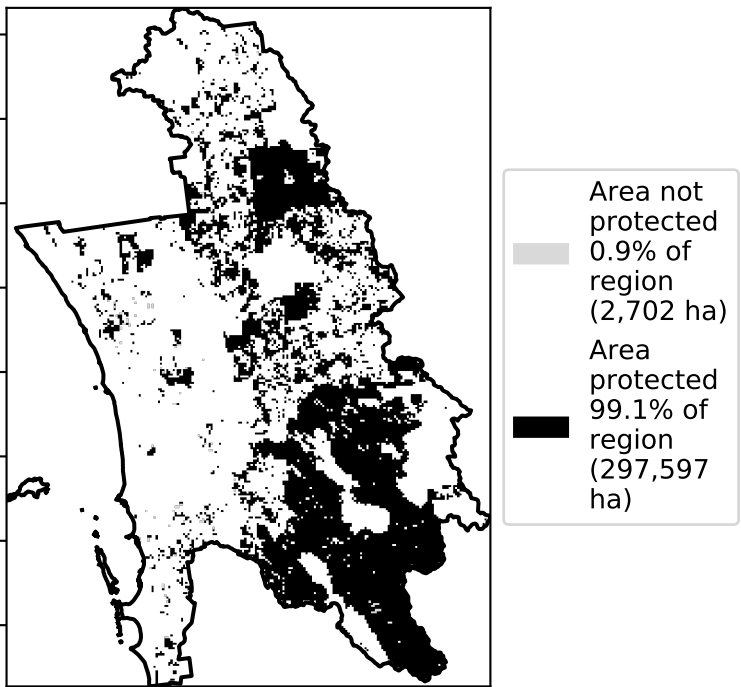 Area not
protected
0.9% of
region
(2,702 ha)
Area
protected
99.1% of
region
(297,597
ha)